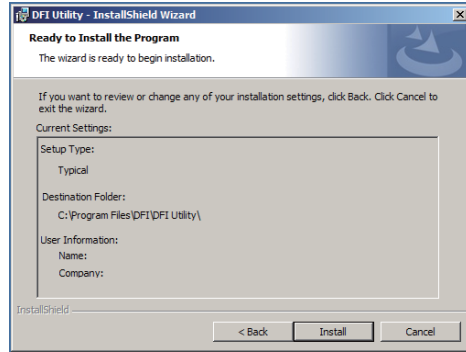 DFI Utility - InstallShield Wizard
Ready to Install the Program
The wizard is ready to begin installation.
If you want to review or change any of your installation settings, click Back. Click Cancel to
exit the wizard.
Current Settings:
Setup Type:
Typical
Destination Folder:
C:\Program Files\DFI\DFI Utility\
User Information:
Name:
Company:
InstallShield
< Back
Install
Cancel